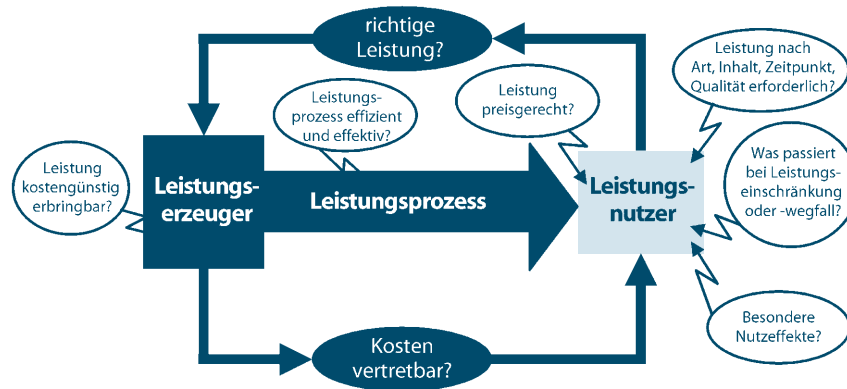 richtige
Leistung?
Leistung nach
Art, Inhalt, Zeitpunkt,
Qualität erforderlich?
Leistungs-
prozess effizient
und effektiv?
Leistung
preisgerecht?
Leistung
kostengünstig
erbringbar?
Leistungs-
erzeuger
Leistungsprozess
Leistungs-
nutzer
Was passiert
bei Leistungs-
einschränkung
oder -wegfall?
Besondere
Nutzeffekte?
Kosten
vertretbar?